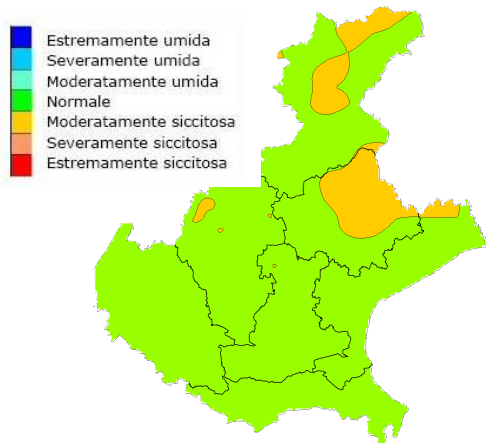 Estremamente umida
Severamente umida
Moderatamente umida
Normale
Moderatamente siccitosa
Severamente siccitosa
Estremamente siccitosa